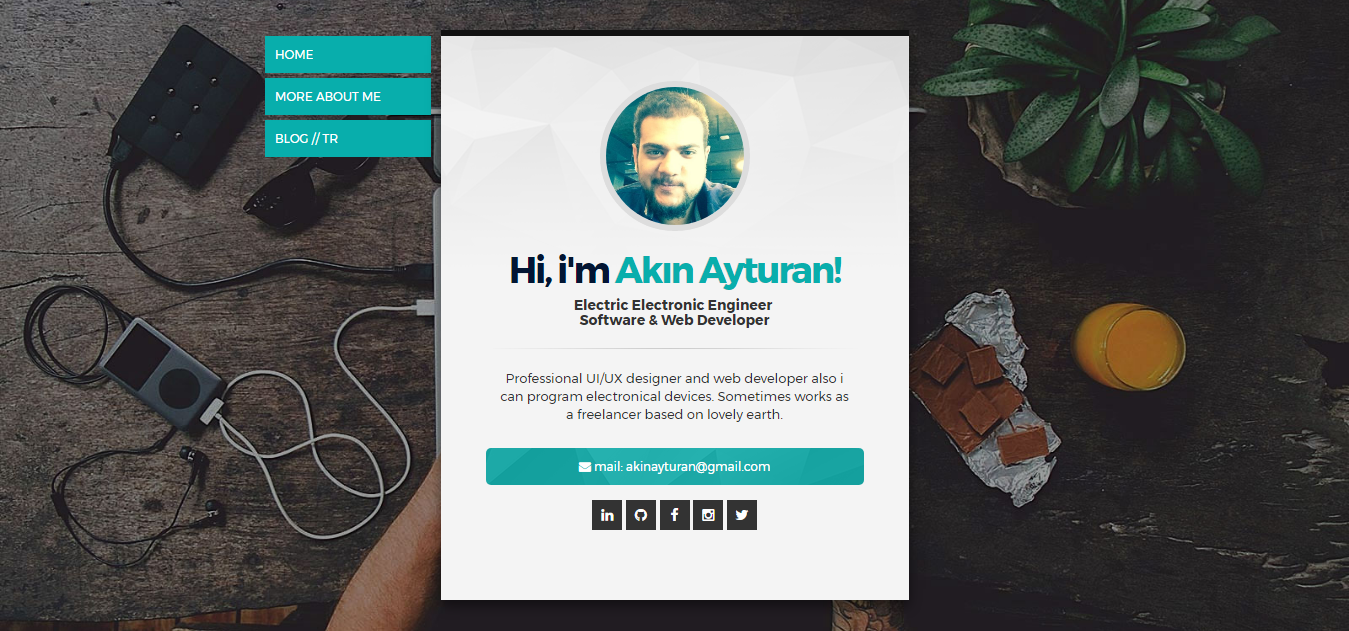 HOME
MORE ABOUT ME
BLOG // TR
Hi, i'm Akın Ayturan!
Electric Electronic Engineer
Software & Web Developer
Professional UI/UX designer and web developer also i
can program electronical devices. Sometimes works as
a freelancer based on lovely earth.
mail: akinayturan@gmail.com